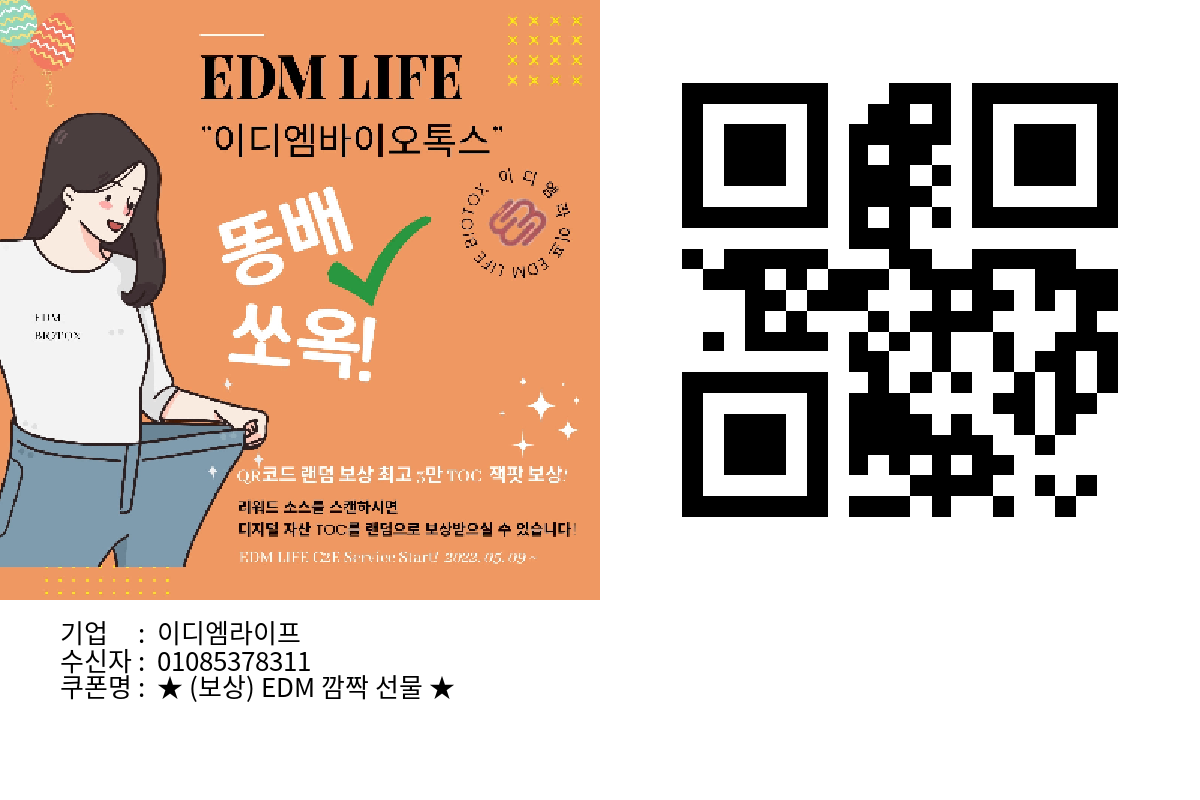 EDM LIFE
"이디엠바이오톡스"
이디엠라이프 EDM LIFE BIOTOX
똥배
쏘옥!
EDM
BIOTOX
QR코드 랜덤 보상 최고 5만 TOC 잭팟 보상!
리워드 소스를 스캔하시면
디지털 자산 TOC를 랜덤으로 보상받으실 수 있습니다!
EDM LIFE C2E Service Start! 2022. 05. 09 ~
기업 : 이디엠라이프
수신자 : 01085378311
쿠폰명 : ★ (보상) EDM 깜짝 선물 ★